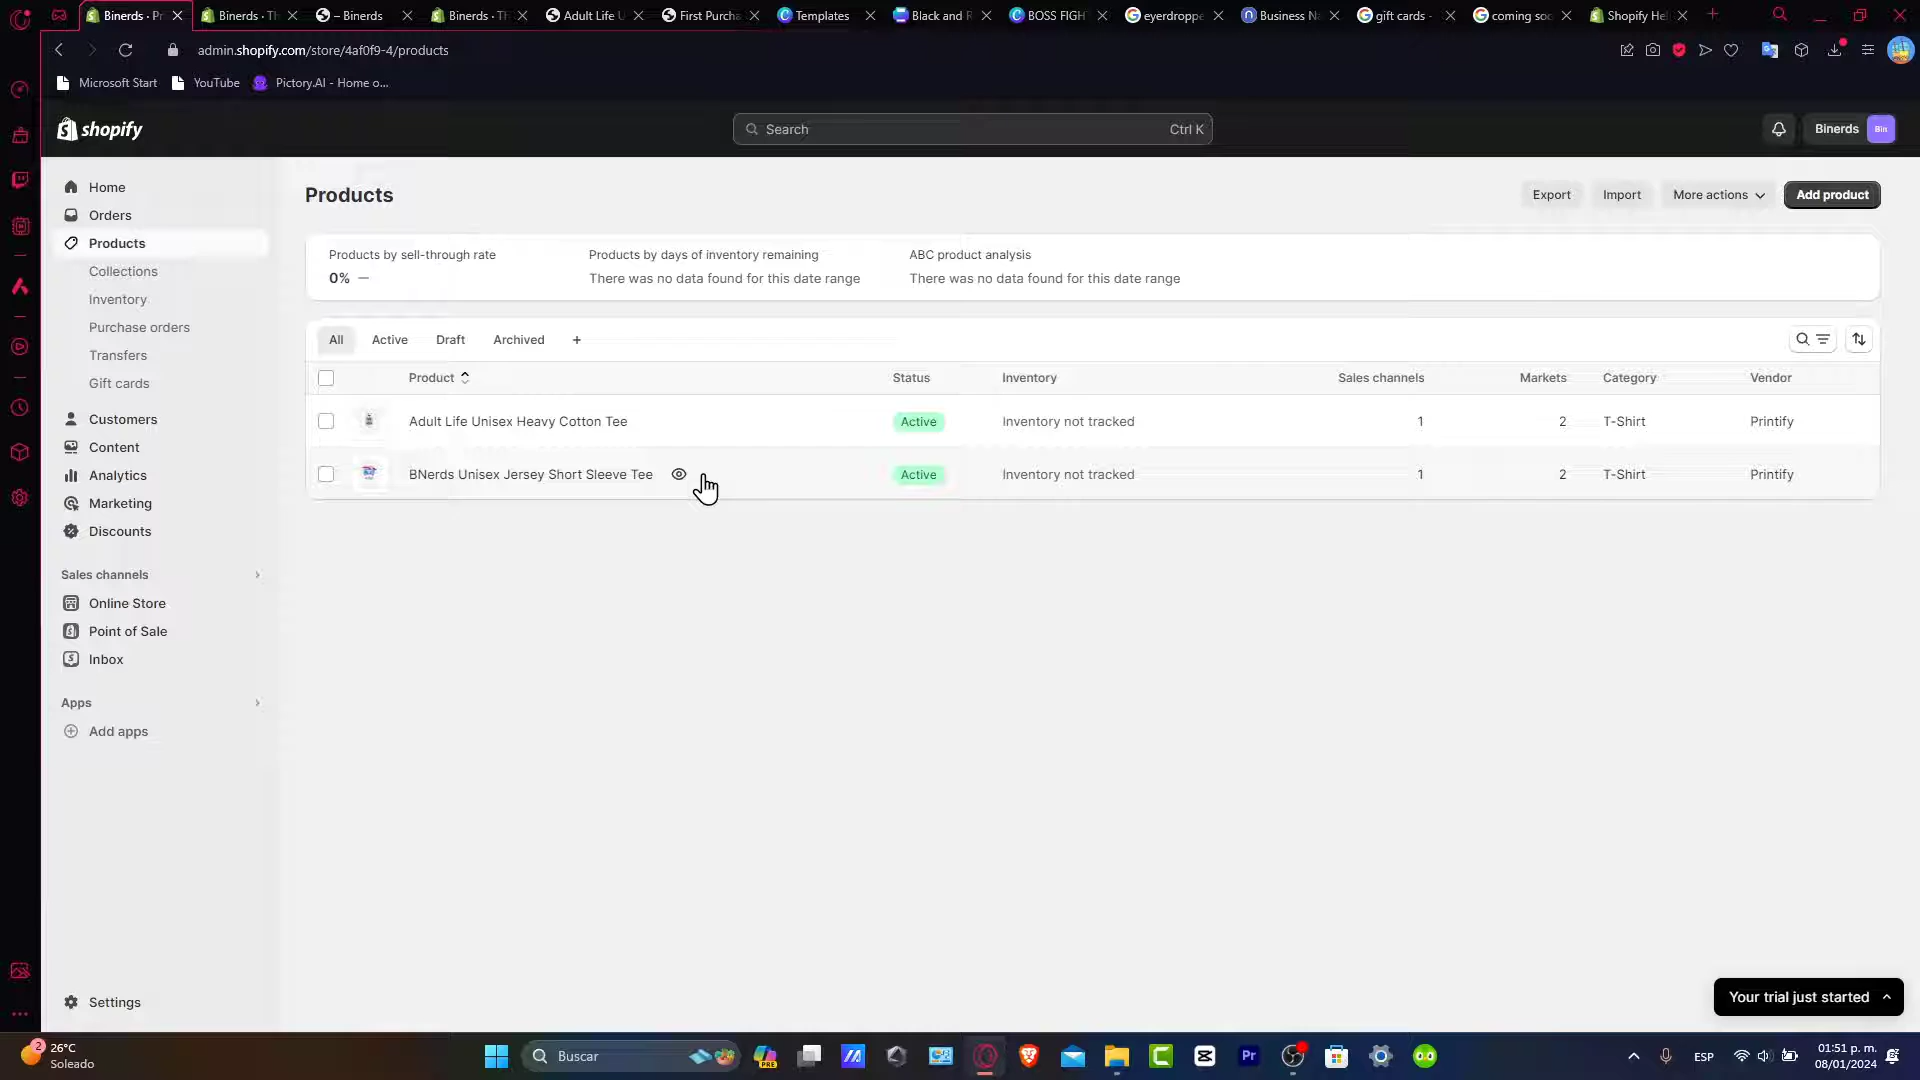 Binerds · Pr
Binerds · Th
– Binerds
Binerds · Th
Adult Life U
First Purcha
Templates
Black and R
BOSS FIGH
eyerdroppe
Business Na
gift cards -
coming soo
Shopify Hel
admin.shopify.com/store/4af0f9-4/products
Microsoft Start
YouTube
Pictory.AI - Home o...
shopify
Search
Ctrl K
Binerds
Bin
Home
Orders
Products
Collections
Inventory
Purchase orders
Transfers
Gift cards
Customers
Content
Analytics
Marketing
Discounts
Sales channels
Online Store
Point of Sale
Inbox
Apps
Add apps
Settings
Products
Export
Import
More actions
Add product
Products by sell-through rate
0% —
Products by days of inventory remaining
There was no data found for this date range
ABC product analysis
There was no data found for this date range
All
Active
Draft
Archived
+
Product
Status
Inventory
Sales channels
Markets
Category
Vendor
Adult Life Unisex Heavy Cotton Tee
Active
Inventory not tracked
1
2
T-Shirt
Printify
BNerds Unisex Jersey Short Sleeve Tee
Active
Inventory not tracked
1
2
T-Shirt
Printify
Your trial just started
2
26°C
Soleado
Buscar
PRE
Pr
ESP
01:51 p. m.
08/01/2024